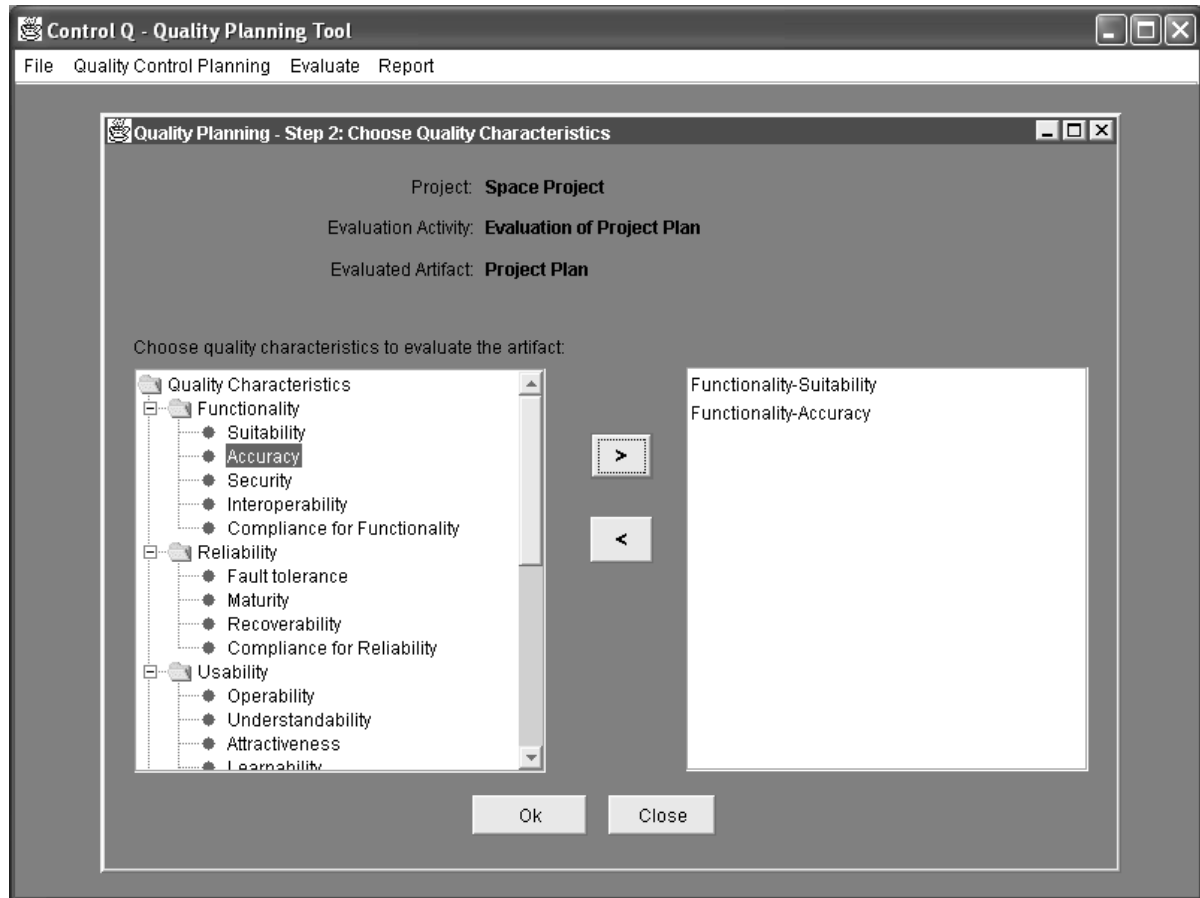 Control Q - Quality Planning Tool
File Quality Control Planning Evaluate Report
Quality Planning - Step 2: Choose Quality Characteristics
Project: Space Project
Evaluation Activity: Evaluation of Project Plan
Evaluated Artifact: Project Plan
Choose quality characteristics to evaluate the artifact:
Quality Characteristics
Functionality
Suitability
Accuracy
Security
Interoperability
Compliance for Functionality
Reliability
Fault tolerance
Maturity
Recoverability
Compliance for Reliability
Usability
Operability
Understandability
Attractiveness
Learnability
>
<
Functionality-Suitability
Functionality-Accuracy
Ok Close